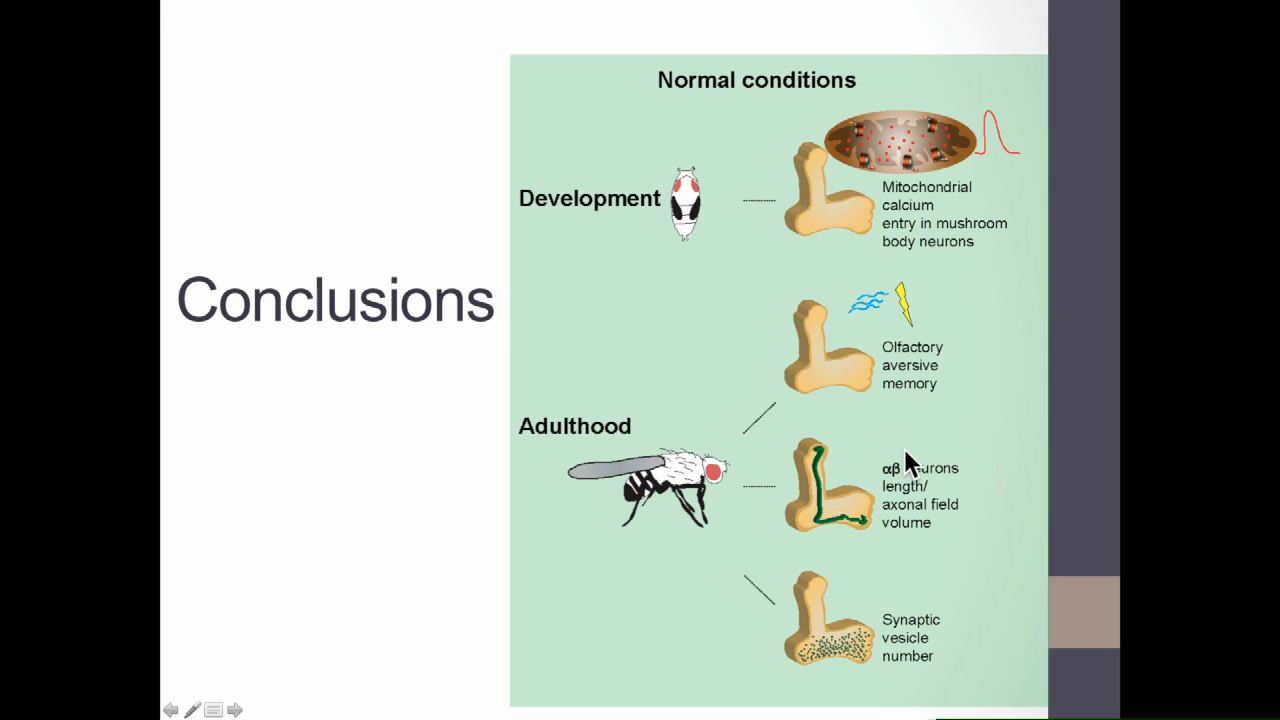 Conclusions
Normal conditions
Development
Mitochondrial
calcium
entry in mushroom
body neurons
Olfactory
aversive
memory
Adulthood
αβ
length/
axonal field
volume
Synaptic
vesicle
number